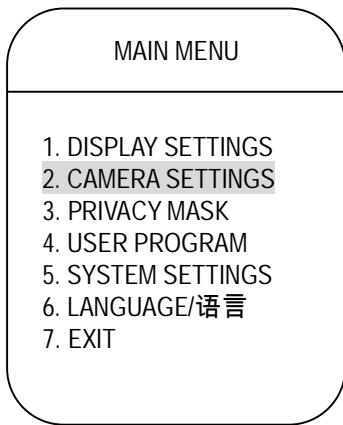 MAIN MENU
1. DISPLAY SETTINGS
2. CAMERA SETTINGS
3. PRIVACY MASK
4. USER PROGRAM
5. SYSTEM SETTINGS
6. LANGUAGE/语言
7. EXIT